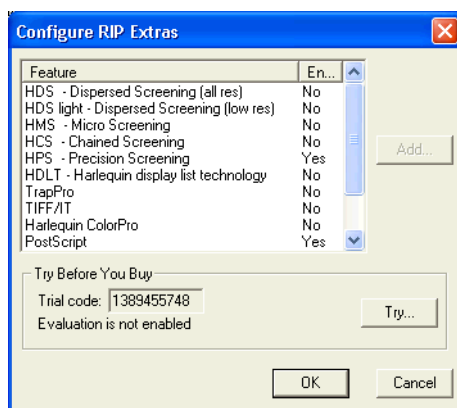 Configure RIP Extras
Feature En...
HDS - Dispersed Screening (all res) No
HDS light - Dispersed Screening (low res) No
HMS - Micro Screening No
HCS - Chained Screening No
HPS - Precision Screening Yes
HDLT - Harlequin display list technology No
TrapPro No
TIFF/IT No
Harlequin ColorPro No
PostScript Yes
Add...
Try Before You Buy
Trial code: 1389455748
Evaluation is not enabled
Try...
OK Cancel